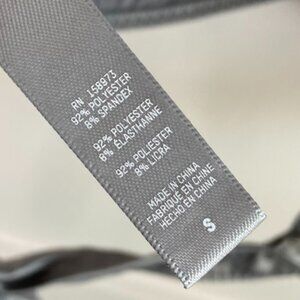 RN 158973
92% POLYESTER
8% SPANDEX
92% POLYESTER
8% ÉLASTHANNE
92% POLIESTER
8% LICRA
MADE IN CHINA
FABRIQUÉ EN CHINE
HECHO EN CHINA
S